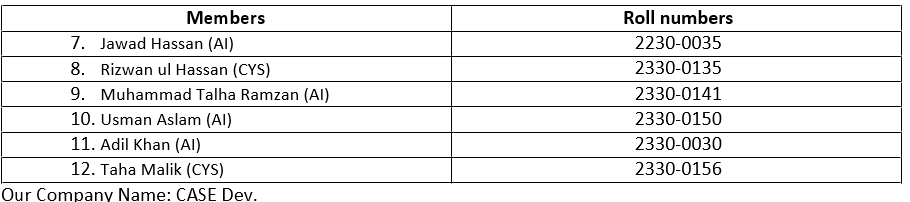 Members Roll numbers
7. Jawad Hassan (AI) 2230-0035
8. Rizwan ul Hassan (CYS) 2330-0135
9. Muhammad Talha Ramzan (AI) 2330-0141
10. Usman Aslam (AI) 2330-0150
11. Adil Khan (AI) 2330-0030
12. Taha Malik (CYS) 2330-0156
Our Company Name: CASE Dev.